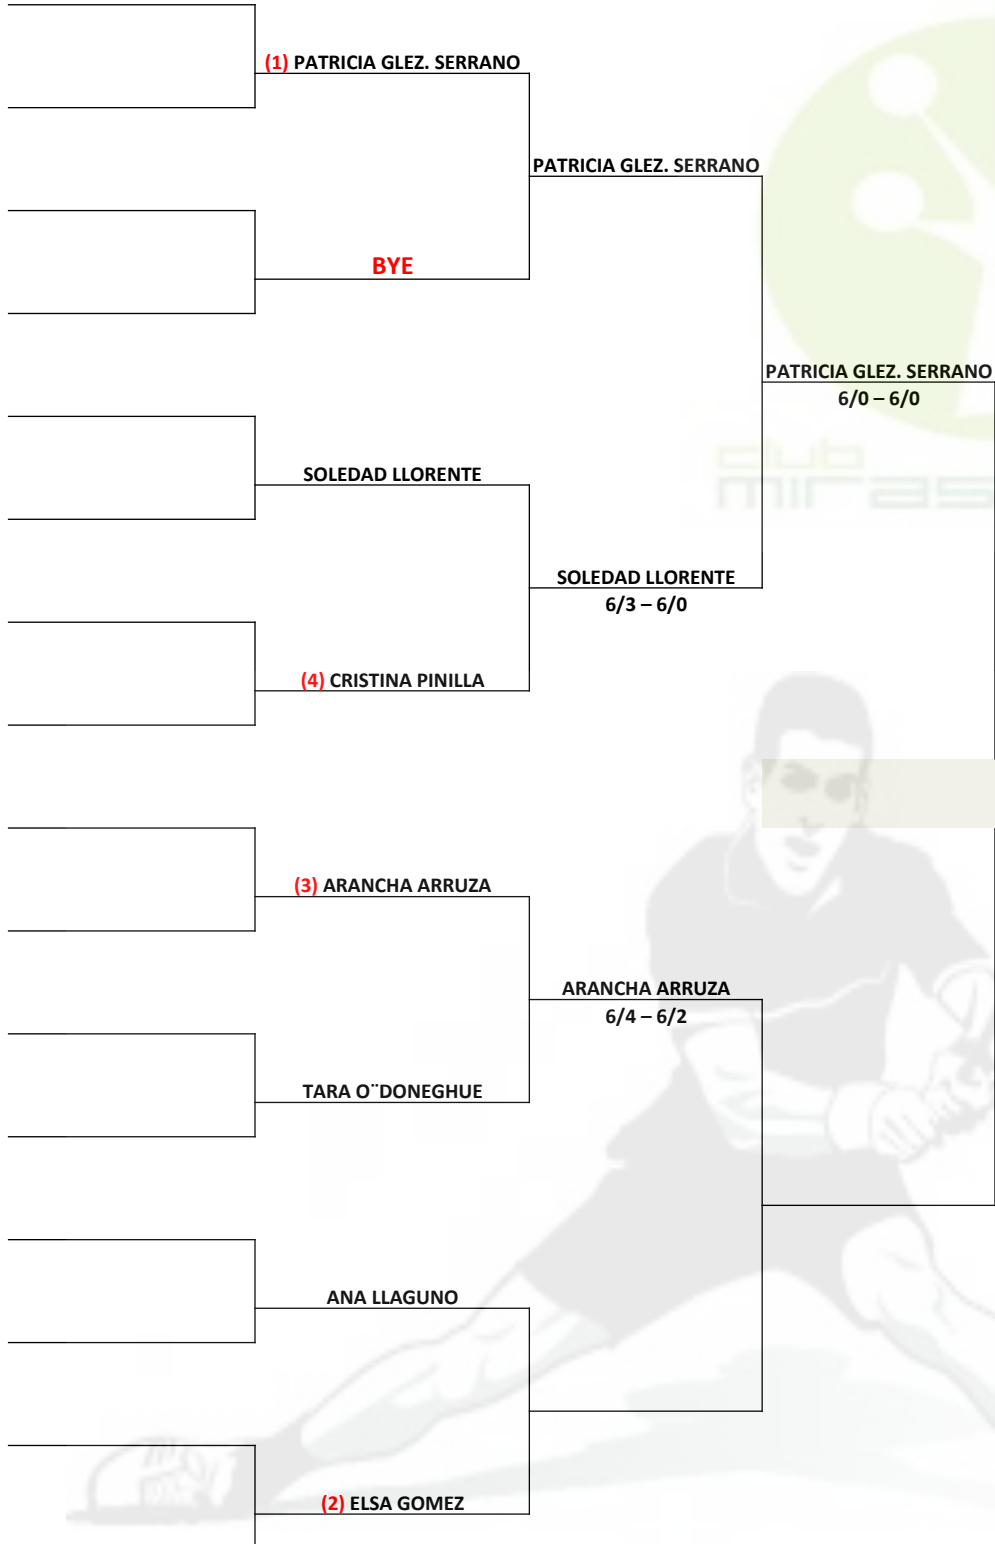 (1) PATRICIA GLEZ. SERRANO
PATRICIA GLEZ. SERRANO
BYE
PATRICIA GLEZ. SERRANO
6/0 – 6/0
club
SOLEDAD LLORENTE
SOLEDAD LLORENTE
6/3 – 6/0
(4) CRISTINA PINILLA
(3) ARANCHA ARRUZA
ARANCHA ARRUZA
6/4 – 6/2
TARA O¨DONEGHUE
ANA LLAGUNO
(2) ELSA GOMEZ